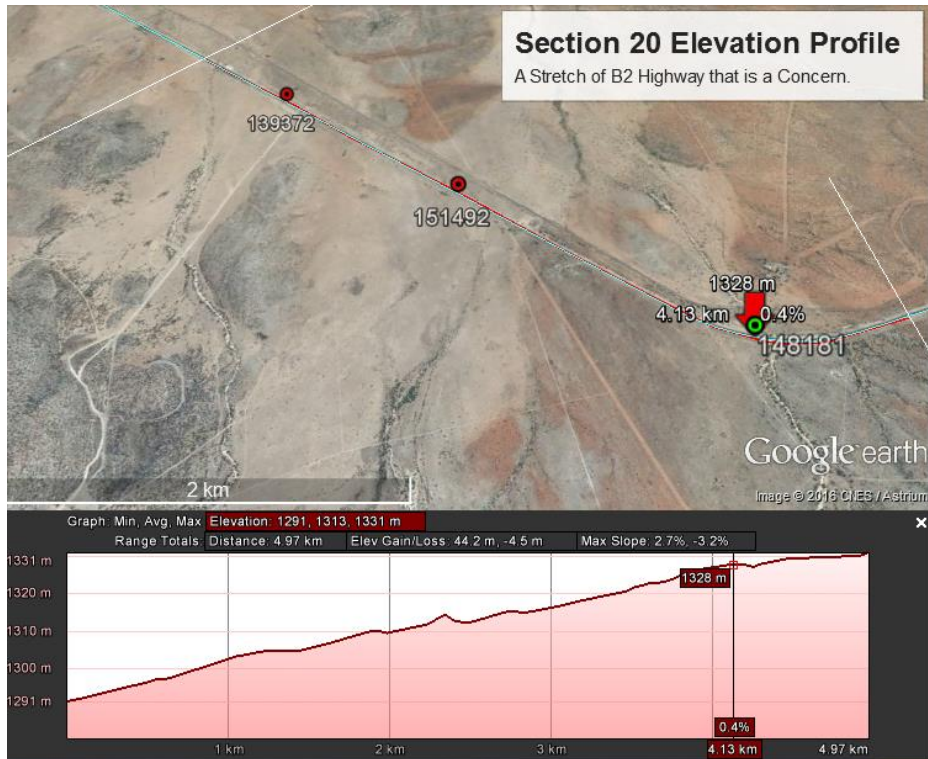 Section 20 Elevation Profile
A Stretch of B2 Highway that is a Concern.
139372
151492
1328 m
4.13 km 0.4%
148181
Google earth
2 km
Image © 2016 CNES / Astrium
Graph: Min, Avg, Max Elevation: 1291, 1313, 1331 m
Range Totals: Distance: 4.97 km Elev Gain/Loss: 44.2 m, -4.5 m Max Slope: 2.7%, -3.2%
1331 m
1328 m
1320 m
1310 m
1300 m
1291 m
0.4%
1 km 2 km 3 km 4.13 km 4.97 km